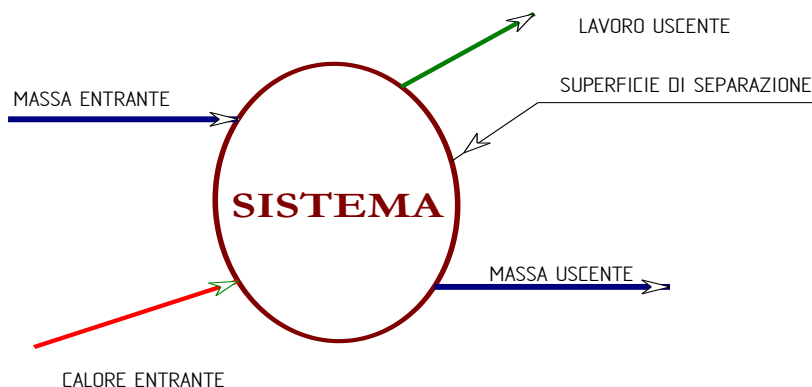 LAVORO USCENTE
SUPERFICIE DI SEPARAZIONE
MASSA ENTRANTE
SISTEMA
MASSA USCENTE
CALORE ENTRANTE